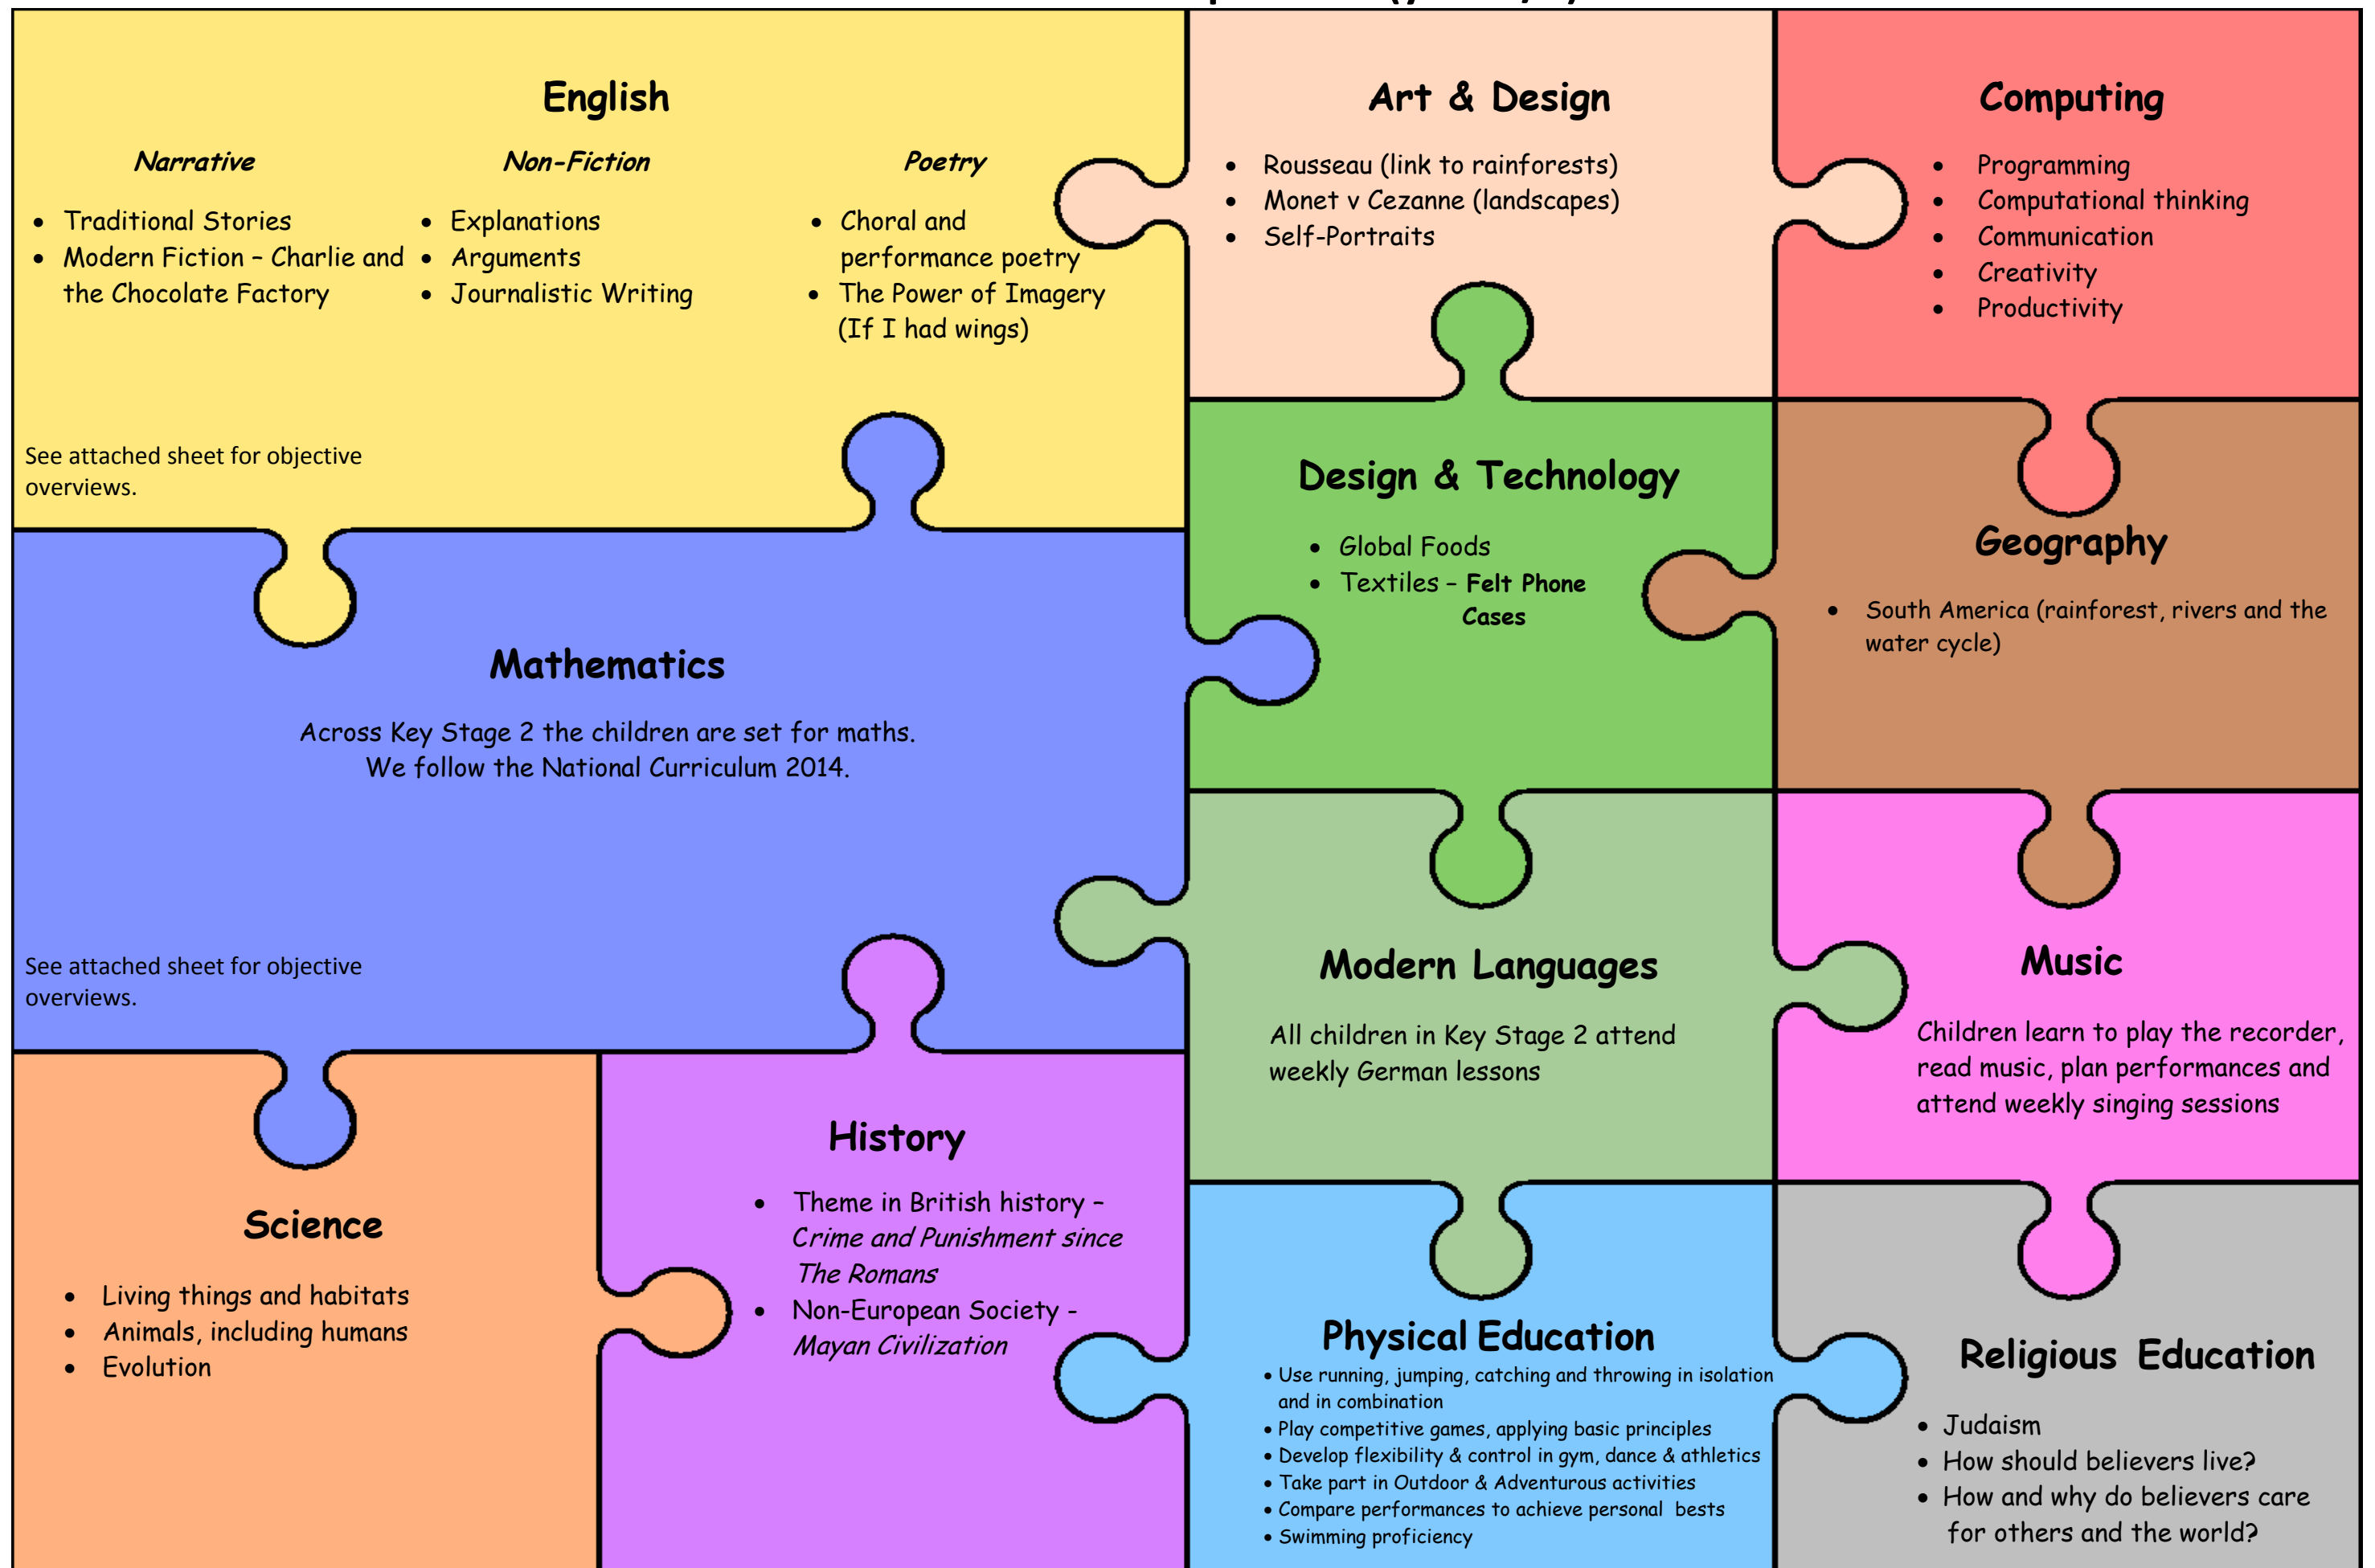 English
Narrative
Traditional Stories
Modern Fiction – Charlie and
the Chocolate Factory
Non-Fiction
Explanations
Arguments
Journalistic Writing
Poetry
Choral and
performance poetry
The Power of Imagery
(If I had wings)
See attached sheet for objective
overviews.
Art & Design
Rousseau (link to rainforests)
Monet v Cezanne (landscapes)
Self-Portraits
Computing
Programming
Computational thinking
Communication
Creativity
Productivity
Design & Technology
Global Foods
Textiles – Felt Phone
Cases
Geography
South America (rainforest, rivers and the
water cycle)
Mathematics
Across Key Stage 2 the children are set for maths.
We follow the National Curriculum 2014.
See attached sheet for objective
overviews.
Modern Languages
All children in Key Stage 2 attend
weekly German lessons
Music
Children learn to play the recorder,
read music, plan performances and
attend weekly singing sessions
Science
Living things and habitats
Animals, including humans
Evolution
History
Theme in British history –
Crime and Punishment since
The Romans
Non-European Society -
Mayan Civilization
Physical Education
Use running, jumping, catching and throwing in isolation
and in combination
Play competitive games, applying basic principles
Develop flexibility & control in gym, dance & athletics
Take part in Outdoor & Adventurous activities
Compare performances to achieve personal  bests
Swimming proficiency
Religious Education
Judaism
How should believers live?
How and why do believers care
for others and the world?